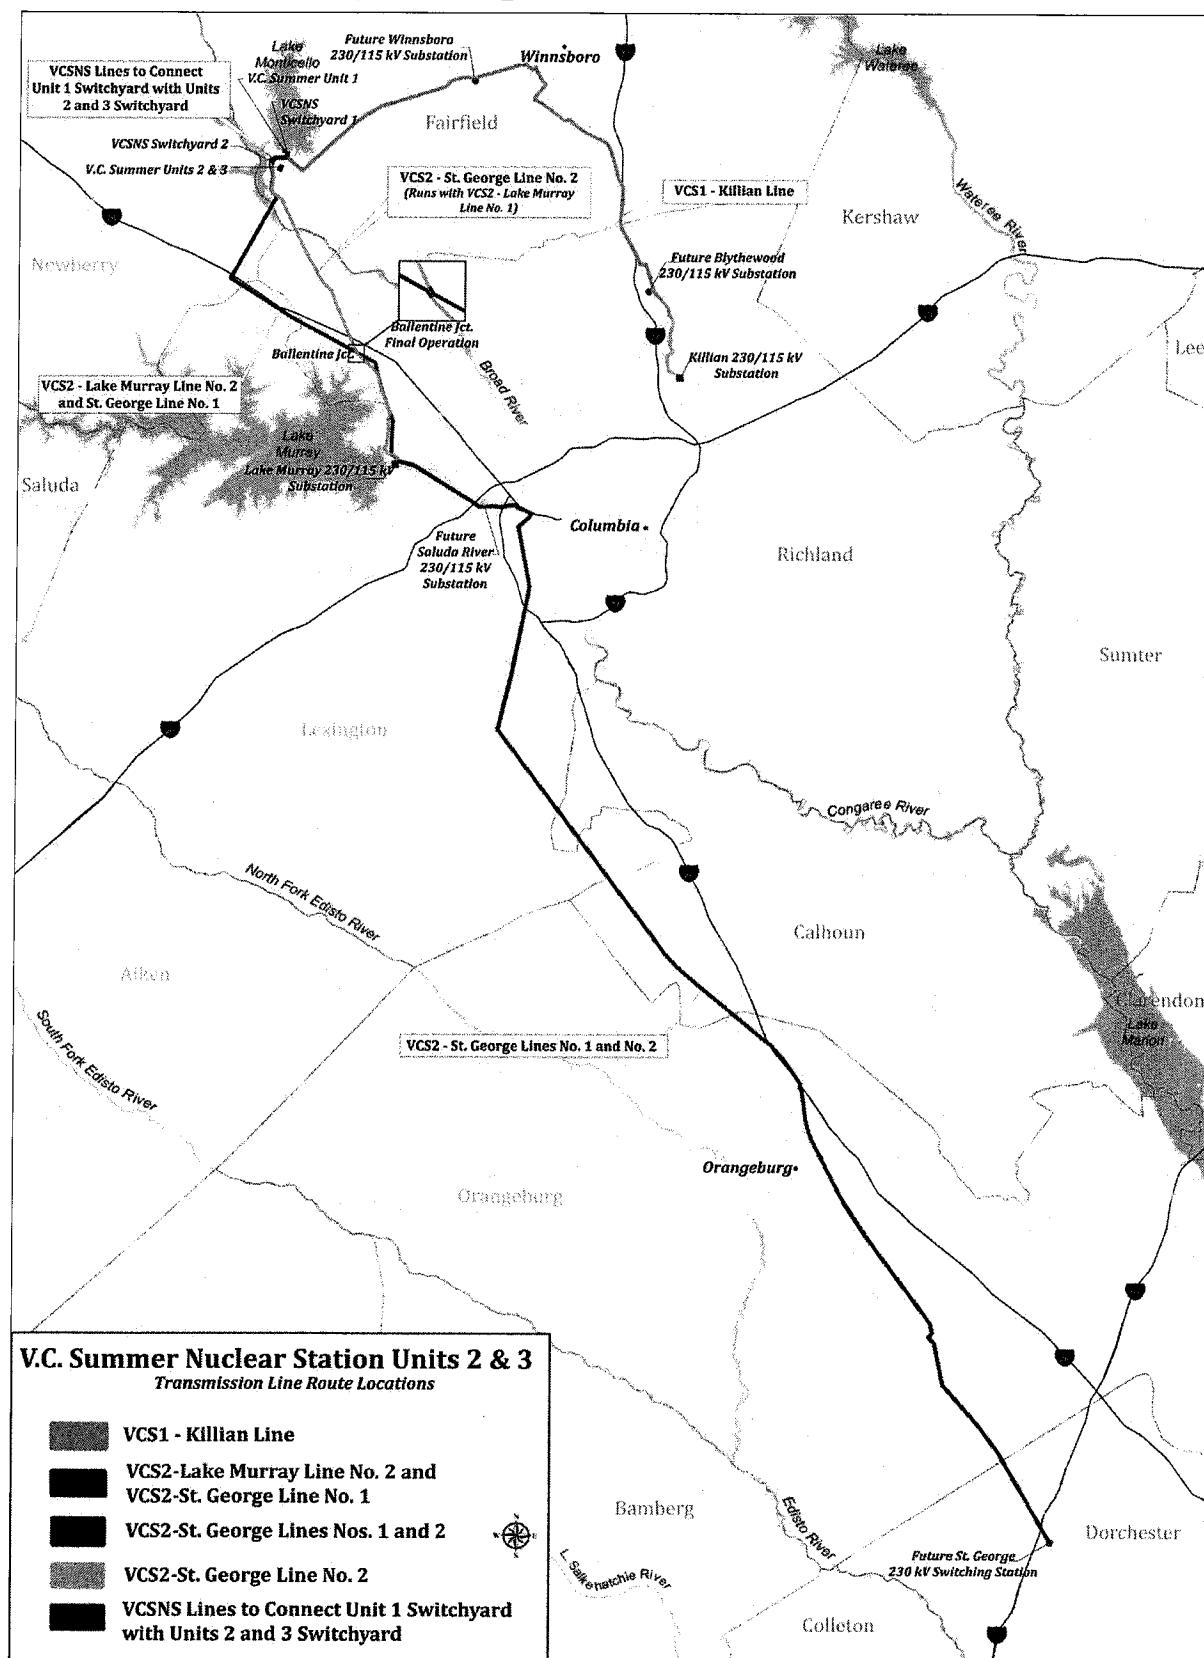 Lake
Monticello
V.C. Summer Unit 1
Future Winnsboro
230/115 kV Substation
Winnsboro
Lake
Wateree
VCSNS Lines to Connect
Unit 1 Switchyard with Units
2 and 3 Switchyard
VCSNS
Switchyard 1
Fairfield
VCSNS Switchyard 2
V.C. Summer Units 2 & 3
VCS2 - St. George Line No. 2
(Runs with VCS2 - Lake Murray
Line No. 1)
VCS1 - Killian Line
Kershaw
Wateree River
Newberry
Future Blythewood
230/115 kV Substation
Ballentine Jct.
Final Operation
Ballentine Jct.
Broad River
Killian 230/115 kV
Substation
Lee
VCS2 - Lake Murray Line No. 2
and St. George Line No. 1
Lake
Murray
Lake Murray 230/115 kV
Substation
Saluda
Future
Saluda River
230/115 kV
Substation
Columbia
Richland
Sumter
Lexington
Congaree River
North Fork Edisto River
Calhoun
Aiken
Clarendon
Lake
Marion
South Fork Edisto River
VCS2 - St. George Lines No. 1 and No. 2
Orangeburg
Orangeburg
V.C. Summer Nuclear Station Units 2 & 3
Transmission Line Route Locations
VCS1 - Killian Line
VCS2-Lake Murray Line No. 2 and
VCS2-St. George Line No. 1
VCS2-St. George Lines Nos. 1 and 2
VCS2-St. George Line No. 2
VCSNS Lines to Connect Unit 1 Switchyard
with Units 2 and 3 Switchyard
Bamberg
Edisto River
L. Salkehatchie River
Future St. George
230 kV Switching Station
Dorchester
Colleton